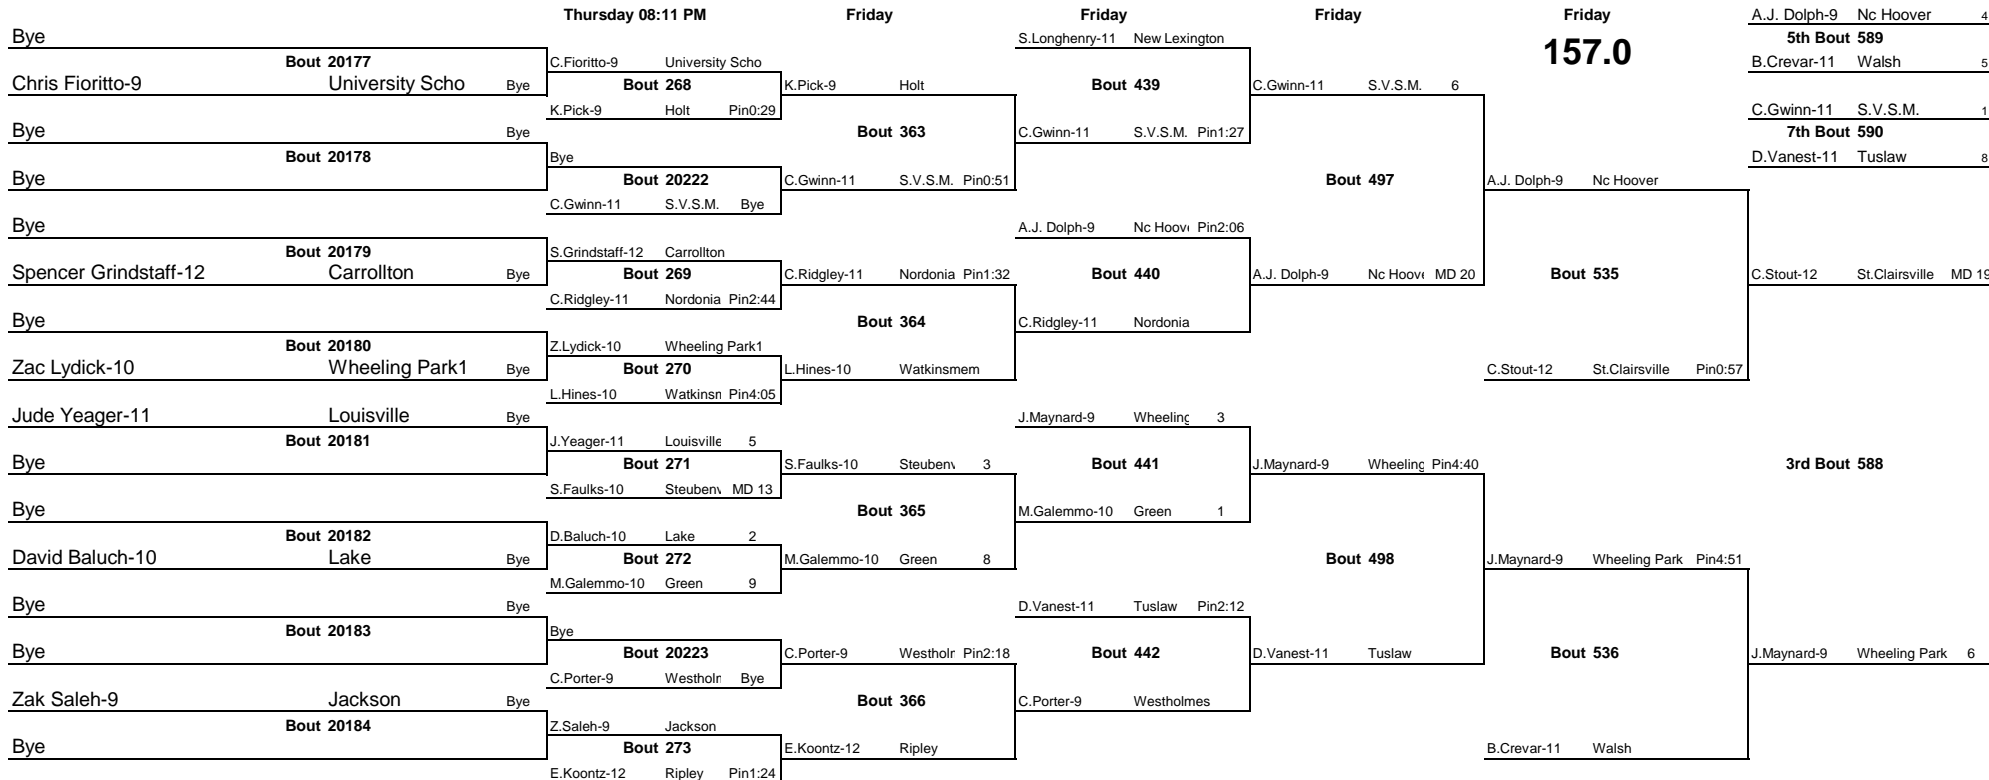 Thursday 08:11 PM Friday Friday Friday Friday
157.0
Bye
Bout 20177
Chris Fioritto-9 University Scho Bye
Bye Bye
Bout 20178
Bye
Bye
Bout 20179
Spencer Grindstaff-12 Carrollton Bye
Bye
Bout 20180
Zac Lydick-10 Wheeling Park1 Bye
Jude Yeager-11 Louisville Bye
Bout 20181
Bye
Bye
Bout 20182
David Baluch-10 Lake Bye
Bye Bye
Bout 20183
Bye
Zak Saleh-9 Jackson Bye
Bout 20184
Bye
C.Fioritto-9 University Scho
Bout 268
K.Pick-9 Holt Pin0:29
Bye
Bout 20222
C.Gwinn-11 S.V.S.M. Bye
S.Grindstaff-12 Carrollton
Bout 269
C.Ridgley-11 Nordonia Pin2:44
Z.Lydick-10 Wheeling Park1
Bout 270
L.Hines-10 Watkinsm Pin4:05
J.Yeager-11 Louisville 5
Bout 271
S.Faulks-10 Steubenv MD 13
D.Baluch-10 Lake 2
Bout 272
M.Galemmo-10 Green 9
Bye
Bout 20223
C.Porter-9 Westholm Bye
Z.Saleh-9 Jackson
Bout 273
E.Koontz-12 Ripley Pin1:24
K.Pick-9 Holt
Bout 363
C.Gwinn-11 S.V.S.M. Pin0:51
C.Ridgley-11 Nordonia Pin1:32
Bout 364
L.Hines-10 Watkinsmem
S.Faulks-10 Steubenv 3
Bout 365
M.Galemmo-10 Green 8
C.Porter-9 Westholm Pin2:18
Bout 366
E.Koontz-12 Ripley
S.Longhenry-11 New Lexington
Bout 439
C.Gwinn-11 S.V.S.M. Pin1:27
A.J. Dolph-9 Nc Hoov Pin2:06
Bout 440
C.Ridgley-11 Nordonia
J.Maynard-9 Wheeling 3
Bout 441
M.Galemmo-10 Green 1
D.Vanest-11 Tuslaw Pin2:12
Bout 442
C.Porter-9 Westholmes
C.Gwinn-11 S.V.S.M. 6
Bout 497
A.J. Dolph-9 Nc Hoove MD 20
J.Maynard-9 Wheeling Pin4:40
Bout 498
D.Vanest-11 Tuslaw
A.J. Dolph-9 Nc Hoover
Bout 535
C.Stout-12 St.Clairsville Pin0:57
J.Maynard-9 Wheeling Park Pin4:51
Bout 536
B.Crevar-11 Walsh
A.J. Dolph-9 Nc Hoover 4
5th Bout 589
B.Crevar-11 Walsh 5
C.Gwinn-11 S.V.S.M. 1
7th Bout 590
D.Vanest-11 Tuslaw 8
C.Stout-12 St.Clairsville MD 19
3rd Bout 588
J.Maynard-9 Wheeling Park 6